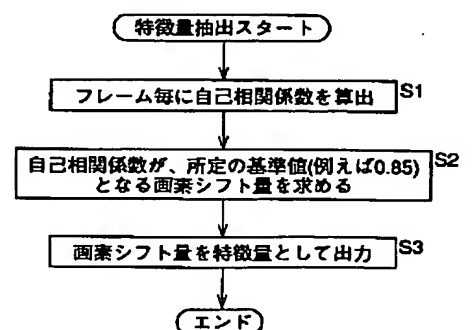 特徴量抽出スタート
フレーム毎に自己相関係数を算出
S1
自己相関係数が、所定の基準値(例えば0.85)
となる画素シフト量を求める
S2
画素シフト量を特徴量として出力
S3
エンド